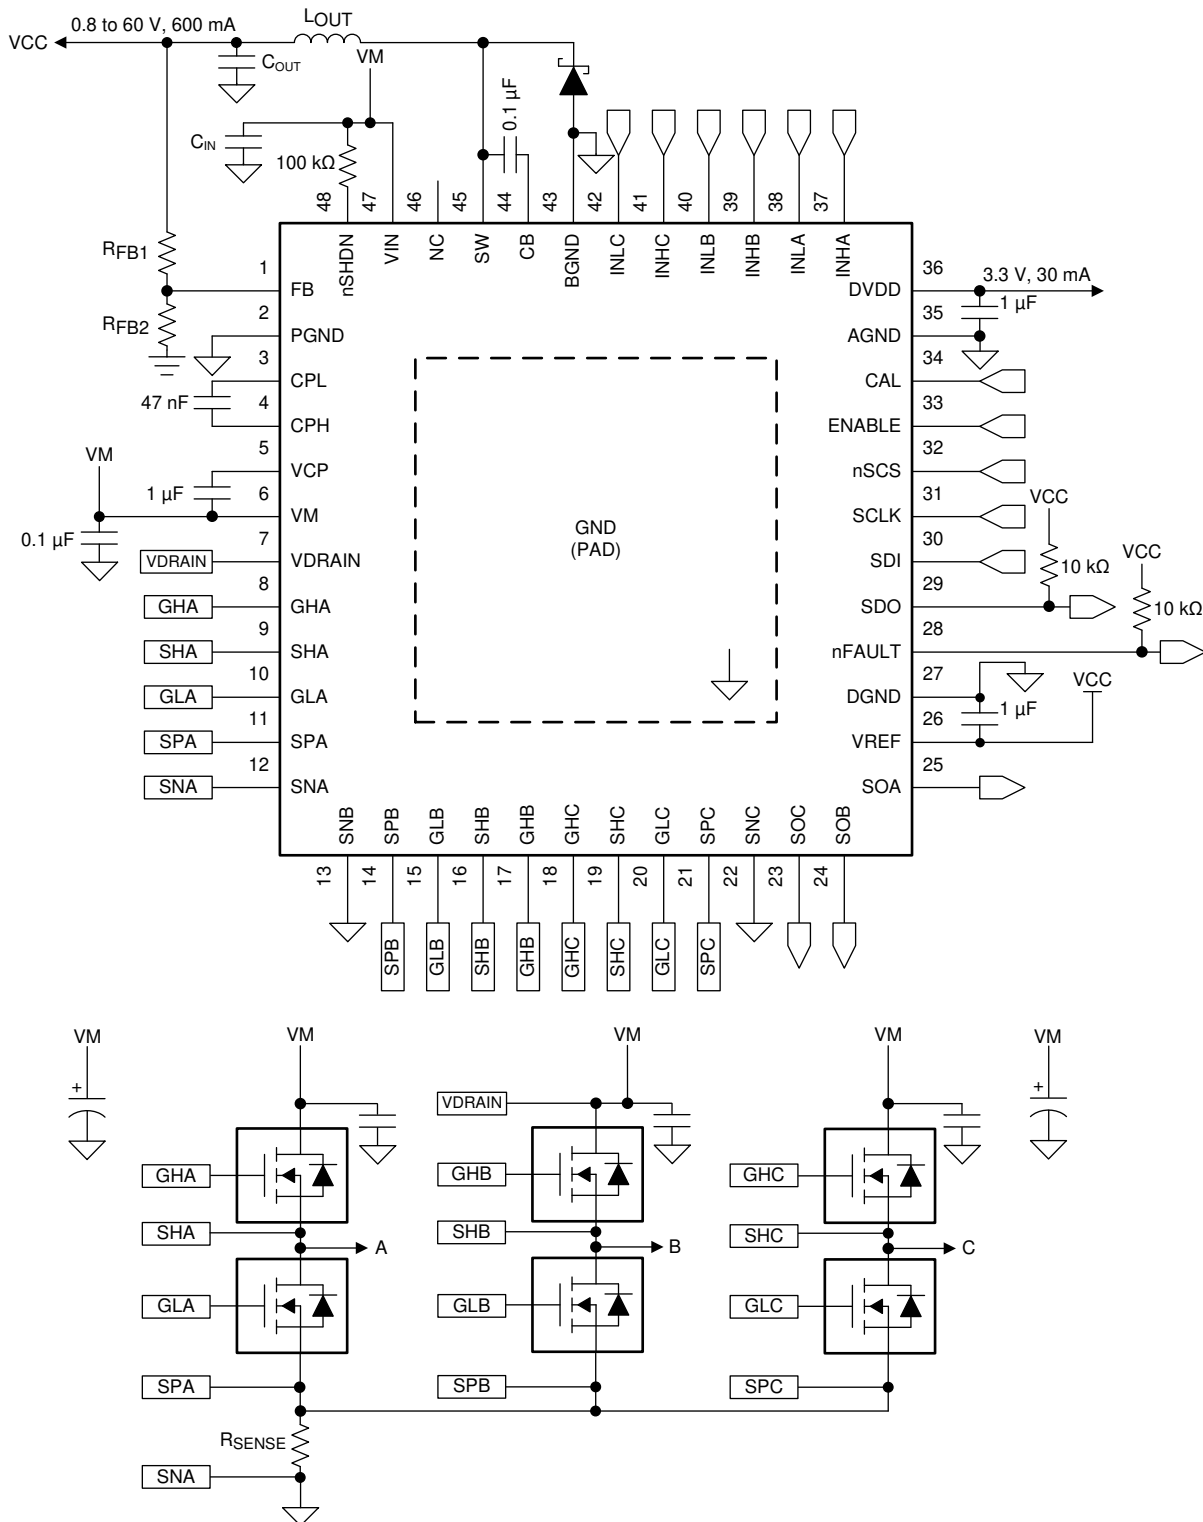 0.8 to 60 V, 600 mA
LOUT
VCC
VM
COUT
0.1 µF
CIN
100 kΩ
48
47
46
45
44
43
42
41
40
39
38
37
nSHDN
VIN
NC
SW
CB
BGND
INLC
INHC
INLB
INHB
INLA
INHA
RFB1
RFB2
1
FB
2
PGND
3
CPL
47 nF
4
CPH
5
VM
VCP
1 µF
6
VM
0.1 µF
7
VDRAIN
VDRAIN
8
GHA
GHA
9
SHA
SHA
10
GLA
GLA
11
SPA
SPA
12
SNA
SNA
GND
(PAD)
36
3.3 V, 30 mA
DVDD
1 µF
35
AGND
34
CAL
33
ENABLE
32
nSCS
31
VCC
SCLK
30
VCC
SDI
10 kΩ
29
SDO
10 kΩ
28
nFAULT
27
VCC
DGND
1 µF
26
VREF
25
SOA
SNB
SPB
GLB
SHB
GHB
GHC
SHC
GLC
SPC
SNC
SOC
SOB
13
14
15
16
17
18
19
20
21
22
23
24
SPB
GLB
SHB
GHB
GHC
SHC
GLC
SPC
VM
VM
VM
VM
VM
+
+
VDRAIN
GHA
GHB
GHC
SHA
SHB
SHC
A
B
C
GLA
GLB
GLC
SPA
SPB
SPC
RSENSE
SNA